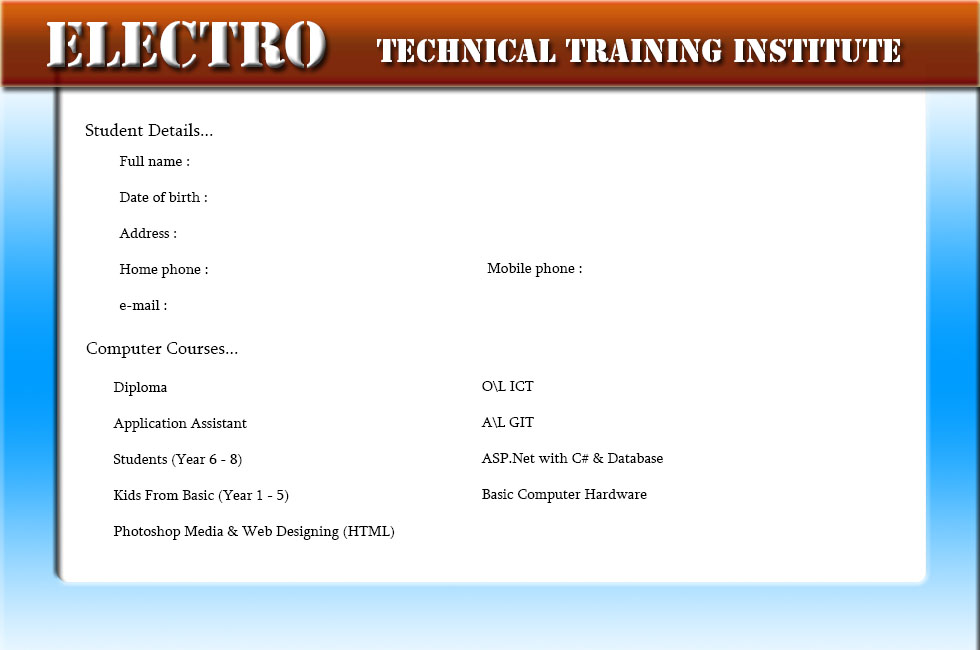 ELECTRO TECHNICAL TRAINING INSTITUTE
Student Details...
Full name :
Date of birth :
Address :
Home phone : Mobile phone :
e-mail :
Computer Courses...
Diploma O\L ICT
Application Assistant A\L GIT
Students (Year 6 - 8) ASP.Net with C# & Database
Kids From Basic (Year 1 - 5) Basic Computer Hardware
Photoshop Media & Web Designing (HTML)